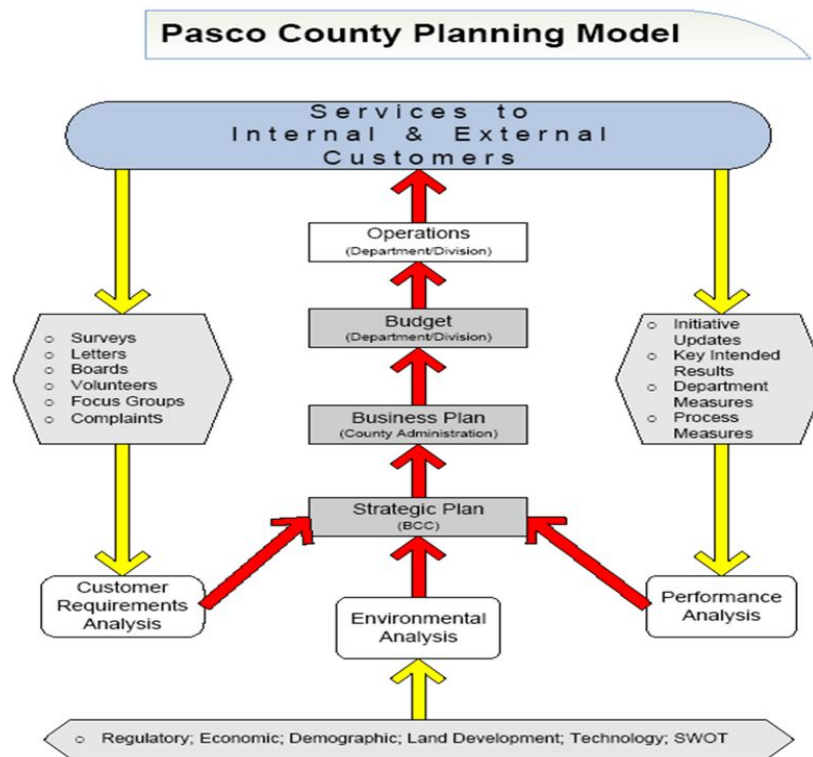 Pasco County Planning Model
Services to
Internal & External
Customers
Operations
(Department/Division)
Budget
(Department/Division)
Business Plan
(County Administration)
Strategic Plan
(BCC)
o Surveys
o Letters
o Boards
o Volunteers
o Focus Groups
o Complaints
o Initiative
Updates
o Key Intended
Results
o Department
Measures
o Process
Measures
Customer
Requirements
Analysis
Environmental
Analysis
Performance
Analysis
o Regulatory; Economic; Demographic; Land Development; Technology; SWOT